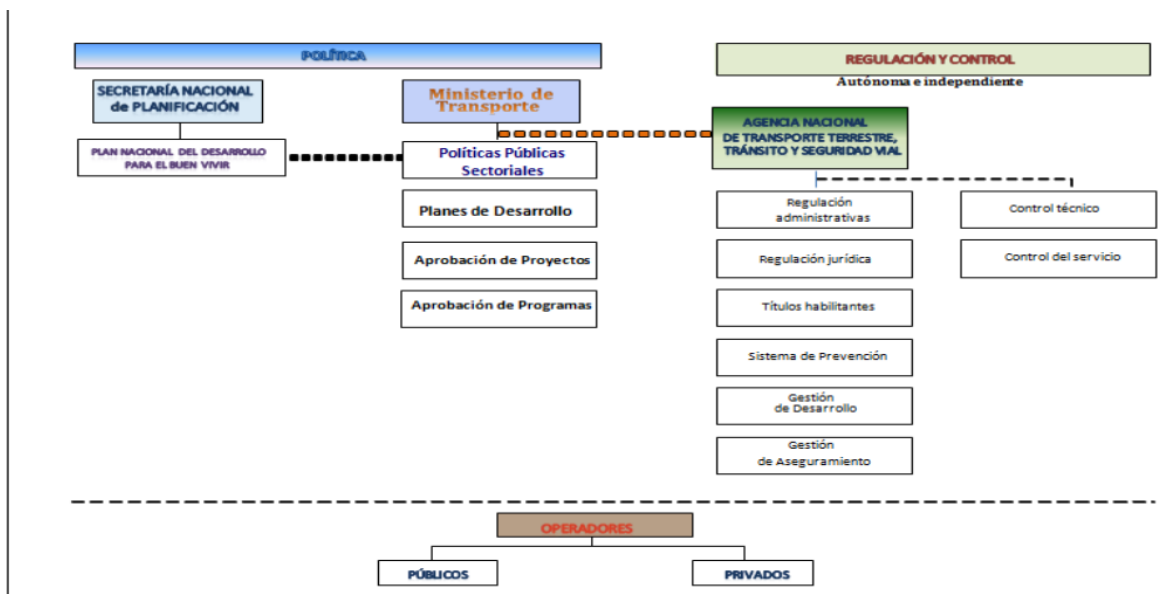 POLÍTICA
REGULACIÓN Y CONTROL
Autónoma e independiente
SECRETARÍA NACIONAL
de PLANIFICACIÓN
Ministerio de
Transporte
AGENCIA NACIONAL
DE TRANSPORTE TERRESTRE,
TRÁNSITO Y SEGURIDAD VIAL
PLAN NACIONAL DEL DESARROLLO
PARA EL BUEN VIVIR
Políticas Públicas
Sectoriales
Planes de Desarrollo
Aprobación de Proyectos
Aprobación de Programas
Regulación
administrativas
Regulación jurídica
Títulos habilitantes
Sistema de Prevención
Gestión
de Desarrollo
Gestión
de Aseguramiento
Control técnico
Control del servicio
OPERADORES
PÚBLICOS
PRIVADOS